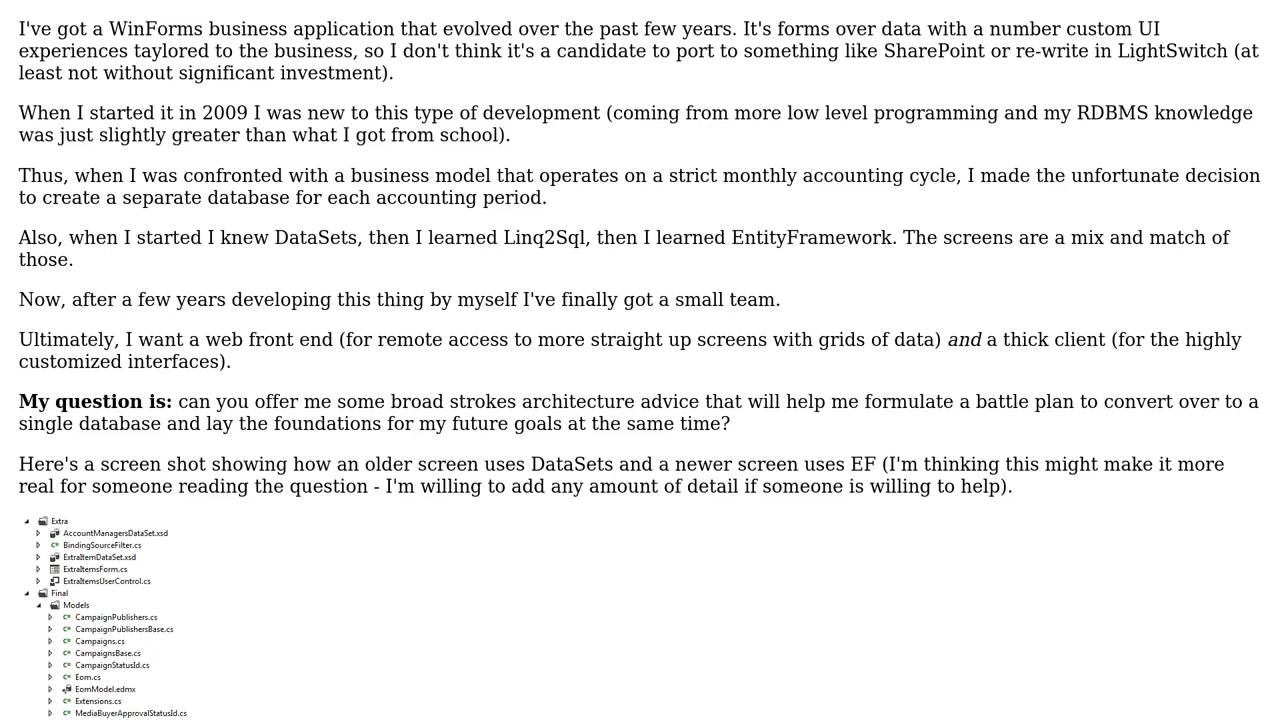 I've got a WinForms business application that evolved over the past few years. It's forms over data with a number custom UI
experiences taylored to the business, so I don't think it's a candidate to port to something like SharePoint or re-write in LightSwitch (at
least not without significant investment).
When I started it in 2009 I was new to this type of development (coming from more low level programming and my RDBMS knowledge
was just slightly greater than what I got from school).
Thus, when I was confronted with a business model that operates on a strict monthly accounting cycle, I made the unfortunate decision
to create a separate database for each accounting period.
Also, when I started I knew DataSets, then I learned Linq2Sql, then I learned EntityFramework. The screens are a mix and match of
those.
Now, after a few years developing this thing by myself I've finally got a small team.
Ultimately, I want a web front end (for remote access to more straight up screens with grids of data) and a thick client (for the highly
customized interfaces).
My question is: can you offer me some broad strokes architecture advice that will help me formulate a battle plan to convert over to a
single database and lay the foundations for my future goals at the same time?
Here's a screen shot showing how an older screen uses DataSets and a newer screen uses EF (I'm thinking this might make it more
real for someone reading the question - I'm willing to add any amount of detail if someone is willing to help).
Extra
AccountManagersDataSet.xsd
C# BindingSourceFilter.cs
ExtraItemDataSet.xsd
ExtraItemsForm.cs
ExtraItemsUserControl.cs
Final
Models
C# CampaignPublishers.cs
C# CampaignPublishersBase.cs
C# Campaigns.cs
C# CampaignsBase.cs
C# CampaignStatusId.cs
C# Eom.cs
EomModel.edmx
C# Extensions.cs
C# MediaBuyerApprovalStatusId.cs